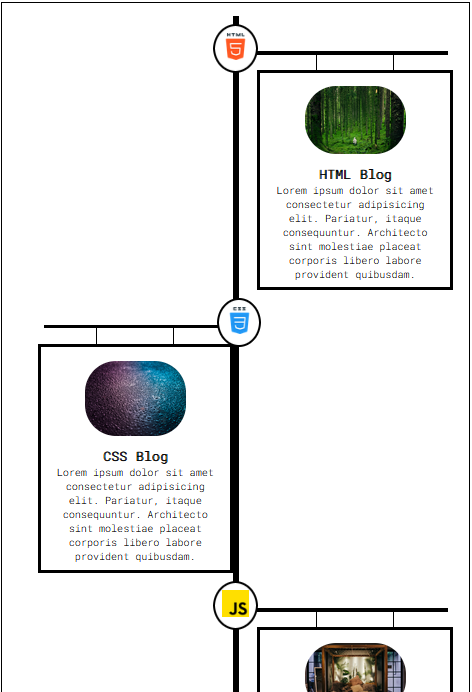 HTML
5
HTML Blog
Lorem ipsum dolor sit amet
consectetur adipisicing
elit. Pariatur, itaque
consequuntur. Architecto
sint molestiae placeat
corporis libero labore
provident quibusdam.
CSS
3
CSS Blog
Lorem ipsum dolor sit amet
consectetur adipisicing
elit. Pariatur, itaque
consequuntur. Architecto
sint molestiae placeat
corporis libero labore
provident quibusdam.
JS